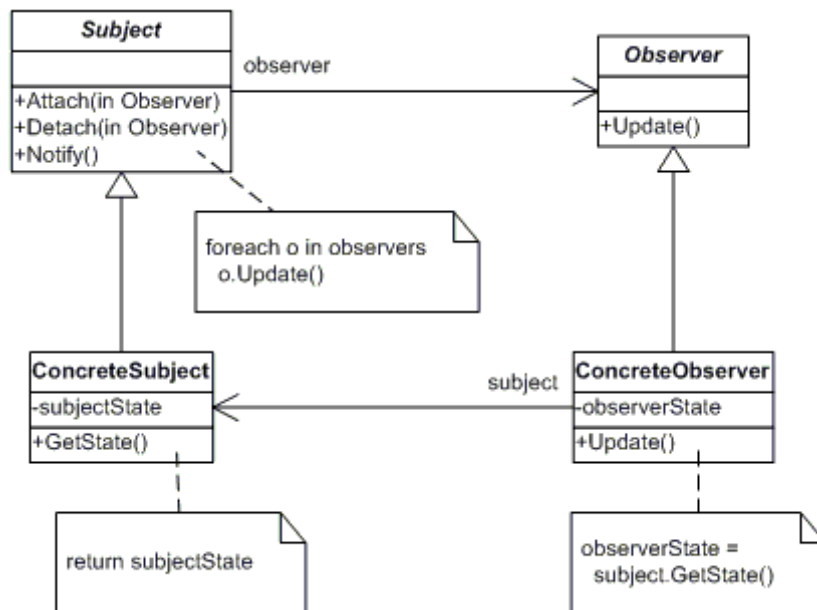 Subject
+Attach(in Observer)
+Detach(in Observer)
+Notify()
observer
Observer
+Update()
foreach o in observers
o.Update()
ConcreteSubject
-subjectState
+GetState()
subject
ConcreteObserver
-observerState
+Update()
return subjectState
observerState =
subject.GetState()